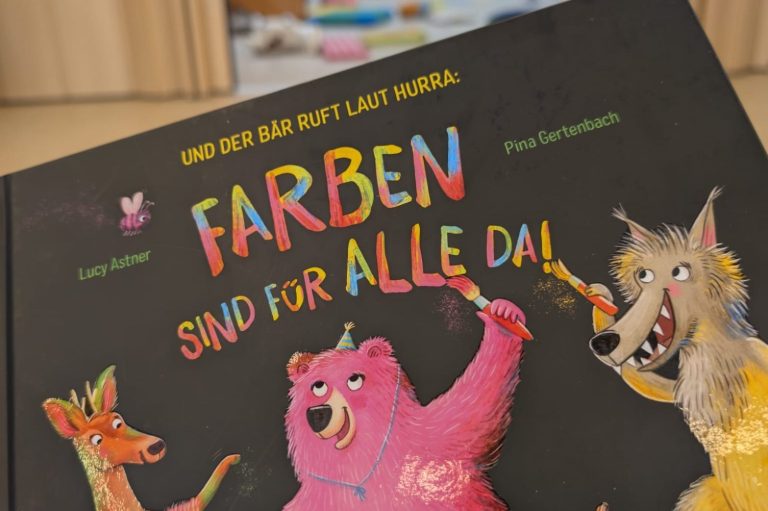 UND DER BÄR RUFT LAUT HURRA:
Pina Gertenbach
FARBEN
Lucy Astner
SIND FÜR ALLE DA!